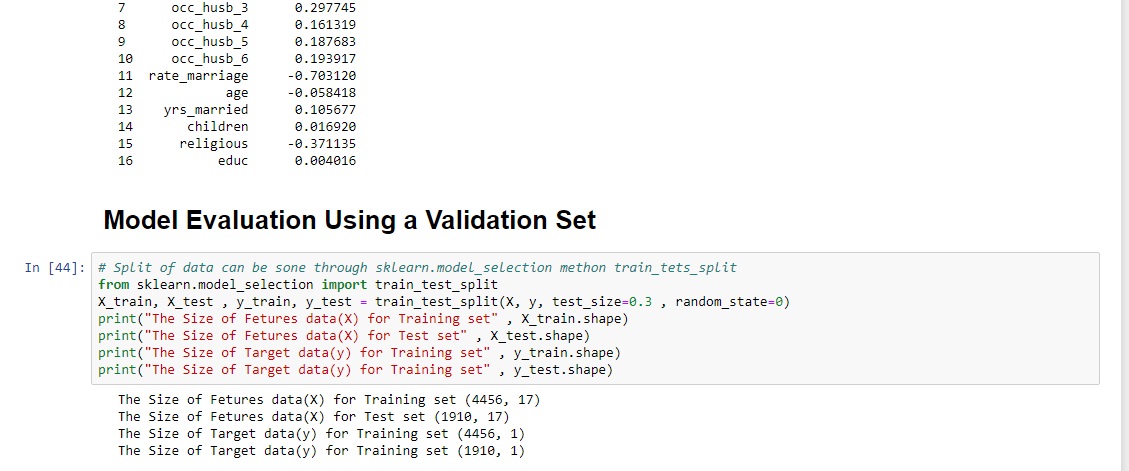 7 occ_husb_3 0.297745
8 occ_husb_4 0.161319
9 occ_husb_5 0.187683
10 occ_husb_6 0.193917
11 rate_marriage -0.703120
12 age -0.058418
13 yrs_married 0.105677
14 children 0.016920
15 religious -0.371135
16 educ 0.004016
Model Evaluation Using a Validation Set
In [44]: # Split of data can be sone through sklearn.model_selection methon train_tets_split
from sklearn.model_selection import train_test_split
X_train, X_test , y_train, y_test = train_test_split(X, y, test_size=0.3 , random_state=0)
print("The Size of Fetures data(X) for Training set" , X_train.shape)
print("The Size of Fetures data(X) for Test set" , X_test.shape)
print("The Size of Target data(y) for Training set" , y_train.shape)
print("The Size of Target data(y) for Training set" , y_test.shape)
The Size of Fetures data(X) for Training set (4456, 17)
The Size of Fetures data(X) for Test set (1910, 17)
The Size of Target data(y) for Training set (4456, 1)
The Size of Target data(y) for Training set (1910, 1)